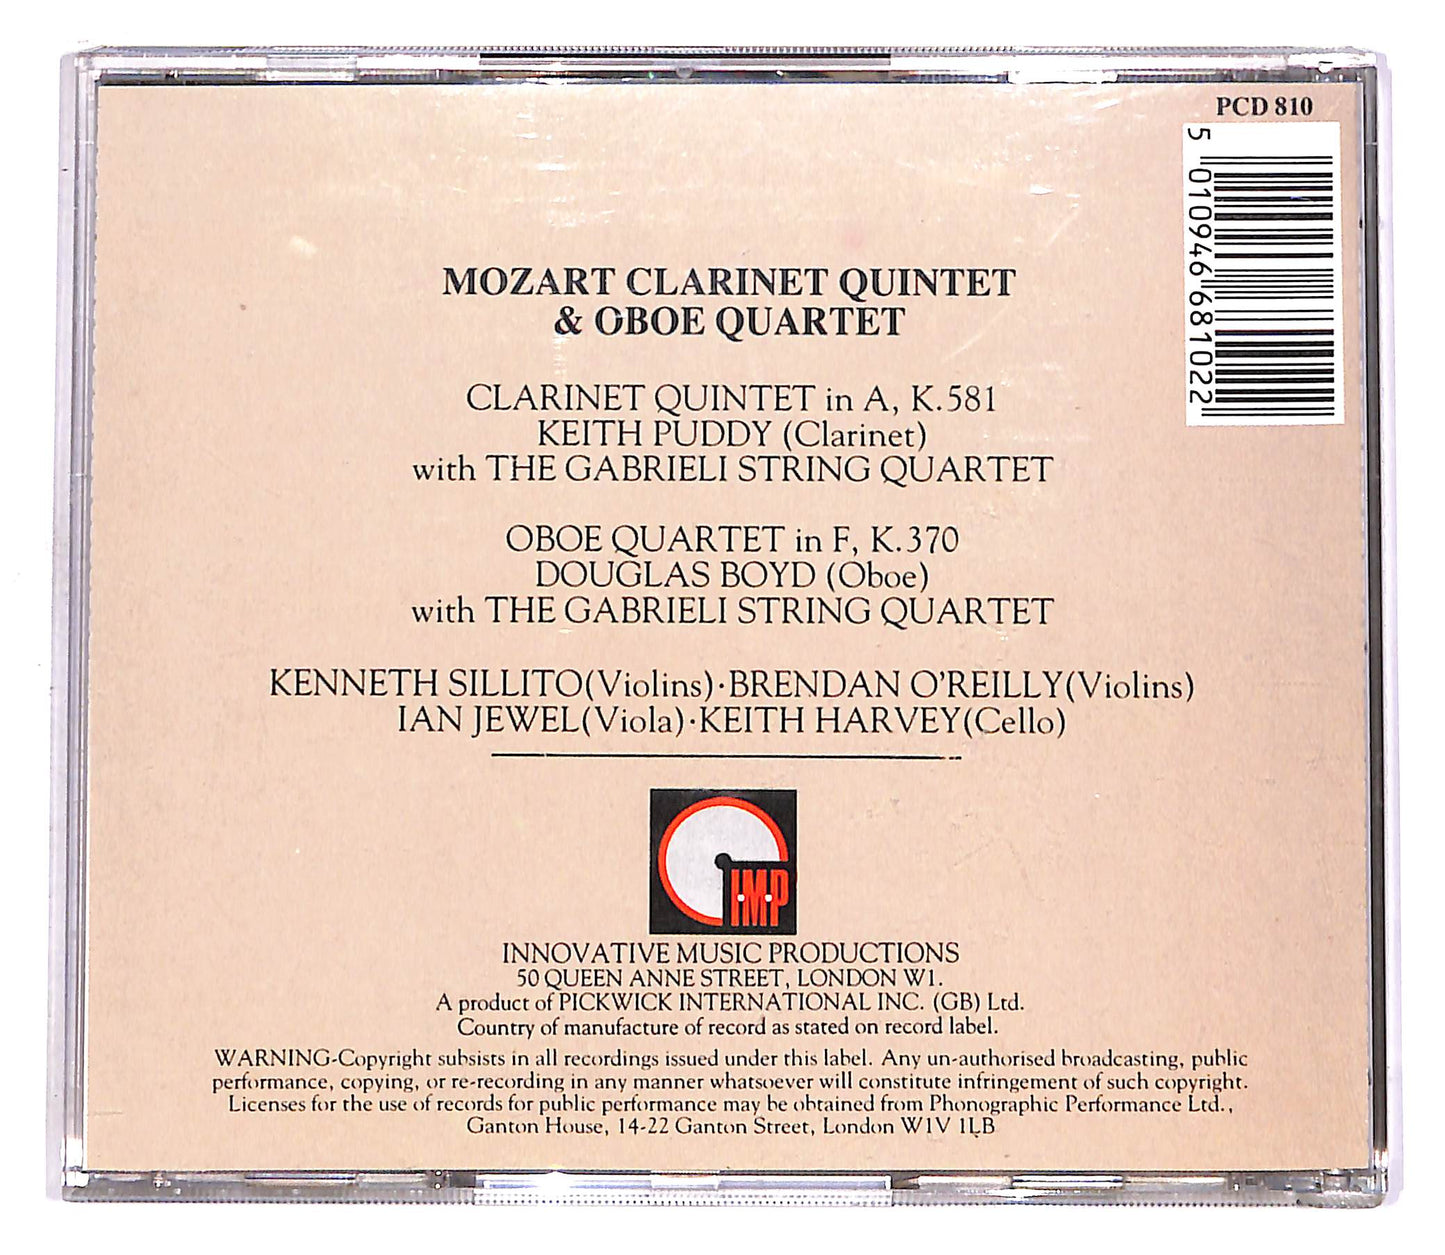 PCD 810
5 010946 681022
MOZART CLARINET QUINTET
& OBOE QUARTET
CLARINET QUINTET in A, K.581
KEITH PUDDY (Clarinet)
with THE GABRIELI STRING QUARTET
OBOE QUARTET in F, K.370
DOUGLAS BOYD (Oboe)
with THE GABRIELI STRING QUARTET
KENNETH SILLITO(Violins)·BRENDAN O'REILLY(Violins)
IAN JEWEL(Viola)·KEITH HARVEY(Cello)
I·M·P
INNOVATIVE MUSIC PRODUCTIONS
50 QUEEN ANNE STREET, LONDON W1.
A product of PICKWICK INTERNATIONAL INC. (GB) Ltd.
Country of manufacture of record as stated on record label.
WARNING-Copyright subsists in all recordings issued under this label. Any un-authorised broadcasting, public
performance, copying, or re-recording in any manner whatsoever will constitute infringement of such copyright.
Licenses for the use of records for public performance may be obtained from Phonographic Performance Ltd.,
Ganton House, 14-22 Ganton Street, London W1V 1LB